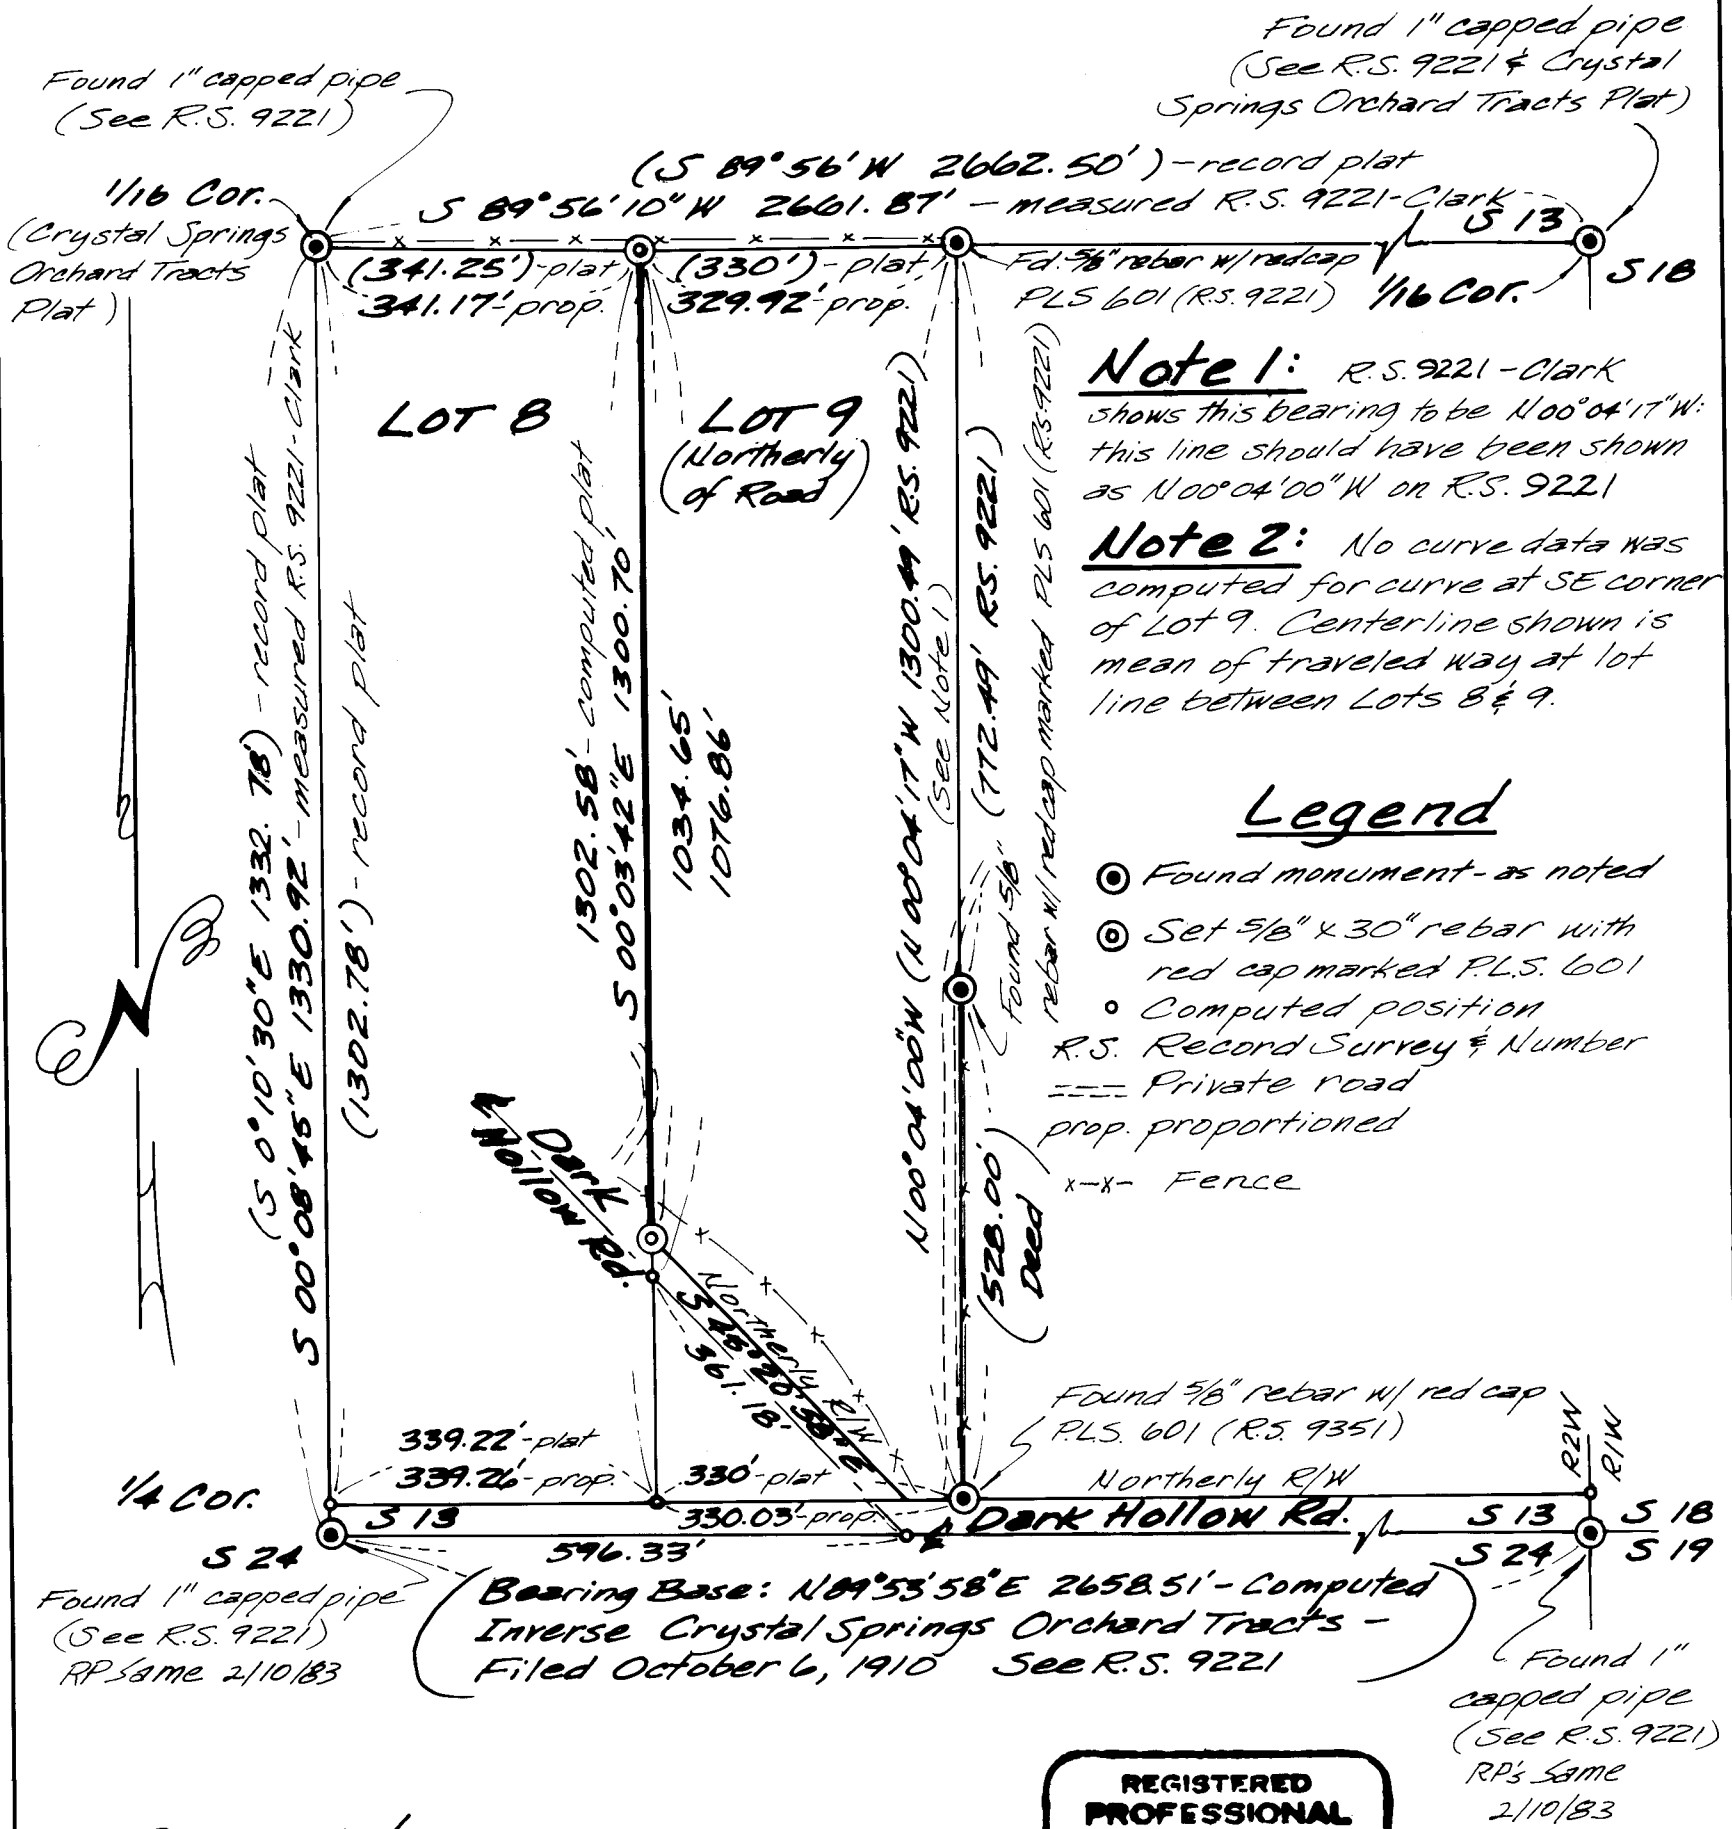 Found 1" capped pipe
(See R.S. 9221)
Found 1" capped pipe
(See R.S. 9221 & Crystal
Springs Orchard Tracts Plat)
(S 89°56' W 2662.50') - record plat
S 89°56'10" W 2661.87' - measured R.S. 9221-Clark
1/16 Cor.
(Crystal Springs
Orchard Tracts
Plat)
(341.25')-plat
341.17'-prop.
(330')-plat
329.92'-prop.
Fd. 5/8" rebar w/ redcap
PLS 601 (R.S. 9221)
S 13
S 18
1/16 Cor.
LOT 8
LOT 9
(Northerly
of Road)
Note 1: R.S. 9221 - Clark
shows this bearing to be N00°04'17"W:
this line should have been shown
as N00°04'00"W on R.S. 9221
Note 2: No curve data was
computed for curve at SE corner
of Lot 9. Centerline shown is
mean of traveled way at lot
line between Lots 8 & 9.
(S 0°10'30"E 1332.78') - record plat
S 00°08'45"E 1330.92' - measured R.S. 9221-Clark
(1302.78') - record plat
1302.58' - computed plat
S 00°03'42"E 1300.70'
1034.65'
1076.86'
N00°04'00"W (N00°04'17"W 1300.49' R.S. 9221)
(See Note 1)
(772.49' R.S. 9221)
Found 5/8"
rebar w/ redcap marked PLS 601 (R.S. 9221)
(528.00')
Deed
Legend
Found monument - as noted
Set 5/8" x 30" rebar with
red cap marked P.L.S. 601
Computed position
R.S. Record Survey & Number
==== Private road
prop. proportioned
x-x- Fence
N
Dark
Hollow Rd.
Northerly R/W
S 48°20'58"E
361.18'
339.22'-plat
339.26'-prop.
330'-plat
330.03'-prop.
Found 5/8" rebar w/ red cap
P.L.S. 601 (R.S. 9351)
Northerly R/W
R2W
R1W
1/4 Cor.
S 13
S 24
596.33'
℄ Dark Hollow Rd.
S 13
S 18
S 24
S 19
Found 1" capped pipe
(See R.S. 9221)
RP Same 2/10/83
Bearing Base: N89°53'58"E 2658.51' - Computed
Inverse Crystal Springs Orchard Tracts -
Filed October 6, 1910 See R.S. 9221
Found 1"
capped pipe
(See R.S. 9221)
RP's Same
2/10/83
REGISTERED
PROFESSIONAL